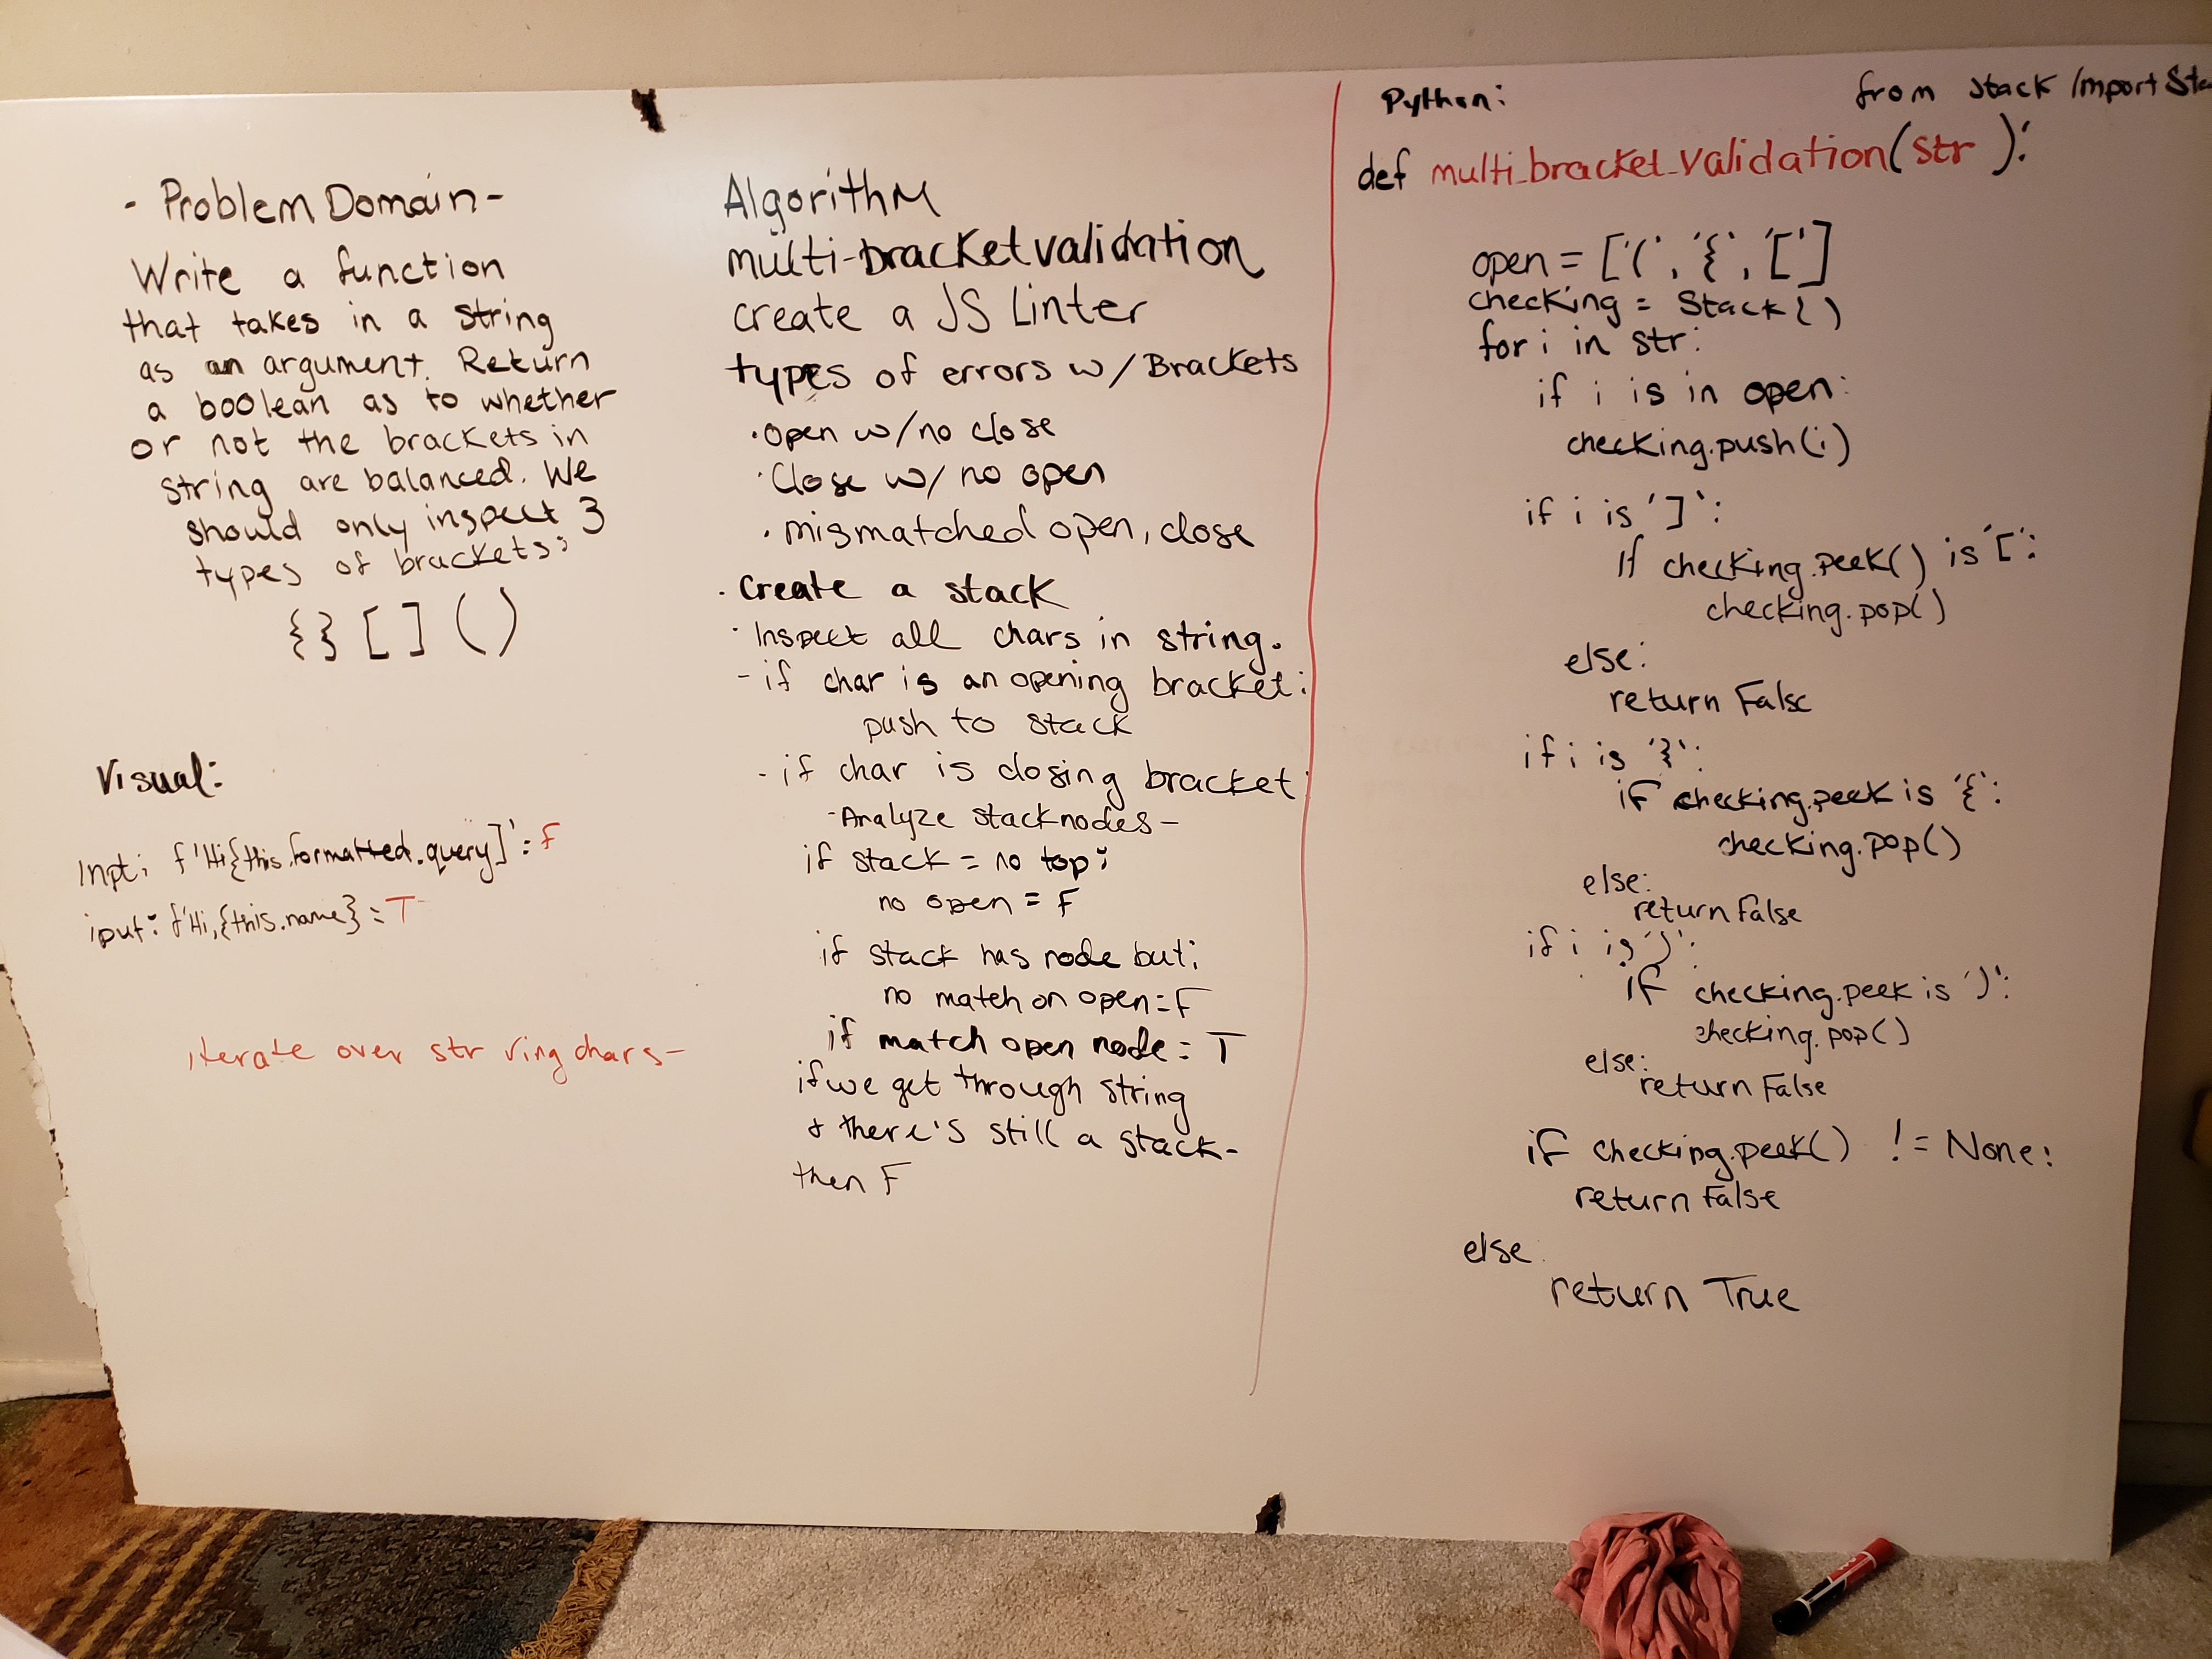 - Problem Domain -
Write a function
that takes in a string
as an argument. Return
a boolean as to whether
or not the brackets in
string are balanced. We
should only inspect 3
types of brackets:
{} [] ()
Visual:
Inpt: f'Hi{this.formatted.query]': F
iput: f'Hi,{this.name} = T
iterate over str ring chars-
Algorithm
multi-bracket validation
create a JS Linter
types of errors w/ Brackets
• Open w/no close
• Close w/ no open
• mismatched open, close
• Create a stack
• Inspect all chars in string.
- if char is an opening bracket:
push to stack
- if char is closing bracket:
- Analyze stack nodes -
if stack = no top:
no open = F
if stack has node but:
no match on open = F
if match open node = T
if we get through string
& there's still a stack-
then F
Python:
from stack import Sta
def multi_bracket_validation(str ):
open = ['(', '{', '[']
checking = Stack()
for i in str:
if i is in open:
checking.push(i)
if i is ']':
If checking.peek() is '[':
checking.pop()
else:
return False
if i is '}':
if checking.peek is '{':
checking.pop()
else:
return False
if i is ')':
if checking.peek is ')':
checking.pop()
else:
return False
if checking.peek() != None:
return False
else
return True